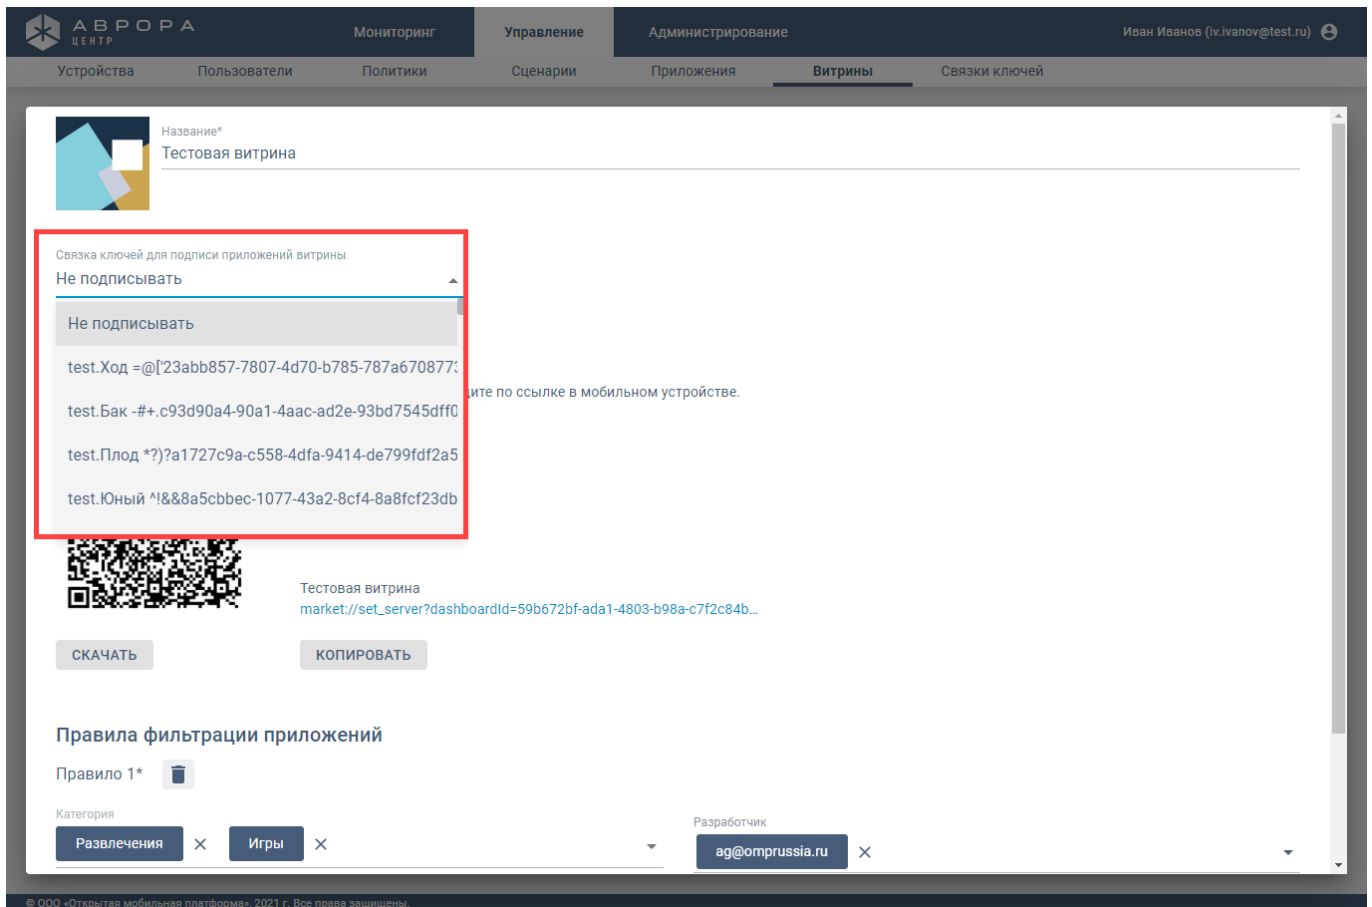 АВРОРА
ЦЕНТР
Мониторинг Управление Администрирование Иван Иванов (iv.ivanov@test.ru)
Устройства Пользователи Политики Сценарии Приложения Витрины Связки ключей
Название*
Тестовая витрина
Связка ключей для подписи приложений витрины
Не подписывать
Не подписывать
test.Ход =@['23abb857-7807-4d70-b785-787a6708773
ите по ссылке в мобильном устройстве.
test.Бак -#+.c93d90a4-90a1-4aac-ad2e-93bd7545dff0
test.Плод *?)?a1727c9a-c558-4dfa-9414-de799fdf2a5
test.Юный ^!&&8a5cbbec-1077-43a2-8cf4-8a8fcf23db
Тестовая витрина
market://set_server?dashboardId=59b672bf-ada1-4803-b98a-c7f2c84b...
СКАЧАТЬ КОПИРОВАТЬ
Правила фильтрации приложений
Правило 1*
Категория Разработчик
Развлечения Игры ag@omprussia.ru
© ООО «Открытая мобильная платформа», 2021 г. Все права защищены.